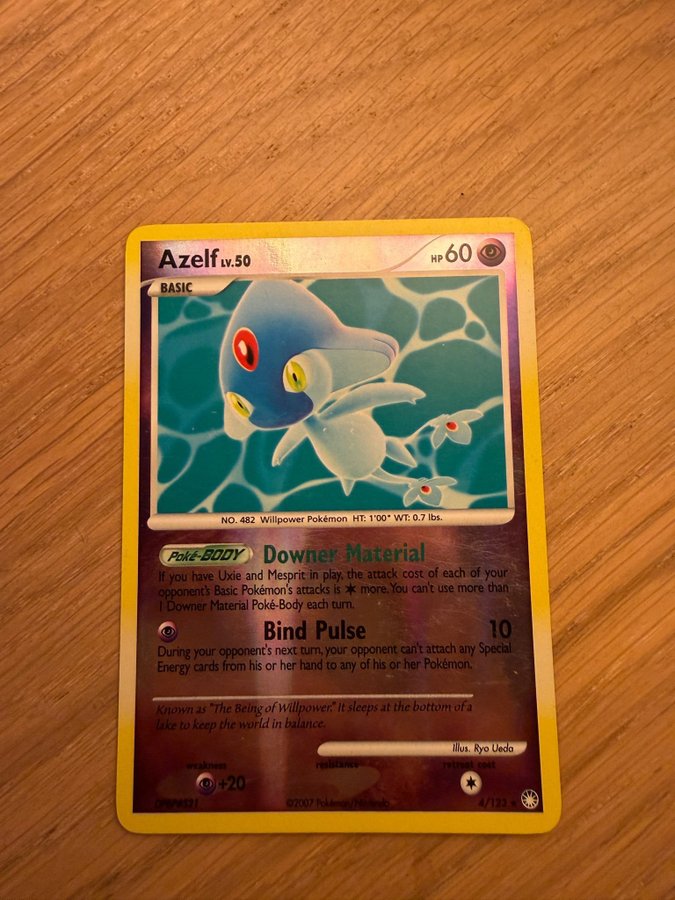 Azelf LV.50 HP 60
BASIC
NO. 482 Willpower Pokémon HT: 1'00" WT: 0.7 lbs.
Poké-BODY Downer Material
If you have Uxie and Mesprit in play, the attack cost of each of your
opponent's Basic Pokémon's attacks is more. You can't use more
than 1 Downer Material Poké-Body each turn.
Bind Pulse 10
During your opponent's next turn, your opponent can't attach any Special
Energy cards from his or her hand to any of his or her Pokémon.
Known as "The Being of Willpower." It sleeps at the bottom of a
lake to keep the world in balance.
Illus. Ryo Ueda
weakness resistance retreat cost
+20
©2007 Pokémon/Nintendo 4/123